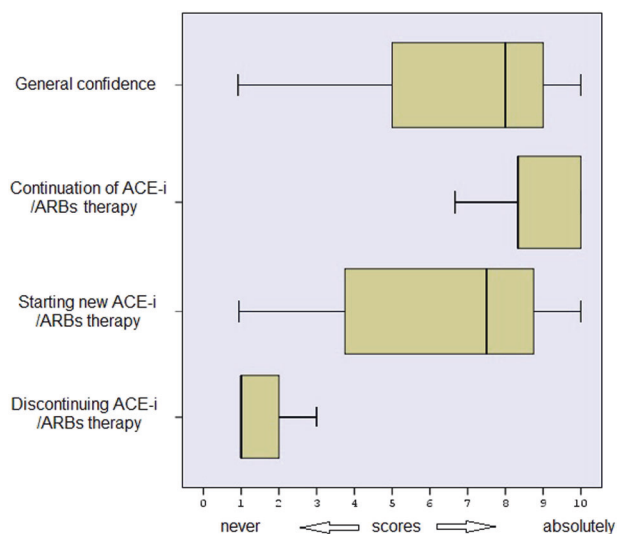 General confidence
Continuation of ACE-i
/ARBs therapy
Starting new ACE-i
/ARBs therapy
Discontinuing ACE-i
/ARBs therapy
0 1 2 3 4 5 6 7 8 9 10
never scores absolutely